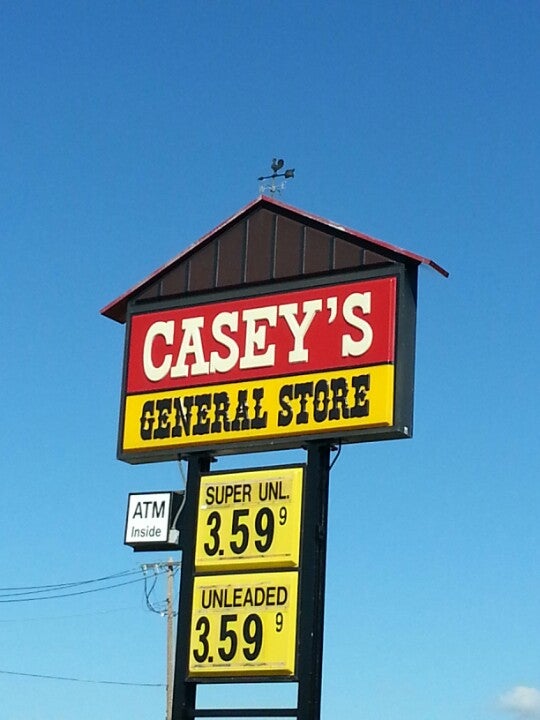 CASEY'S
GENERAL STORE
ATM
Inside
SUPER UNL.
3.59 9
UNLEADED
3.59 9